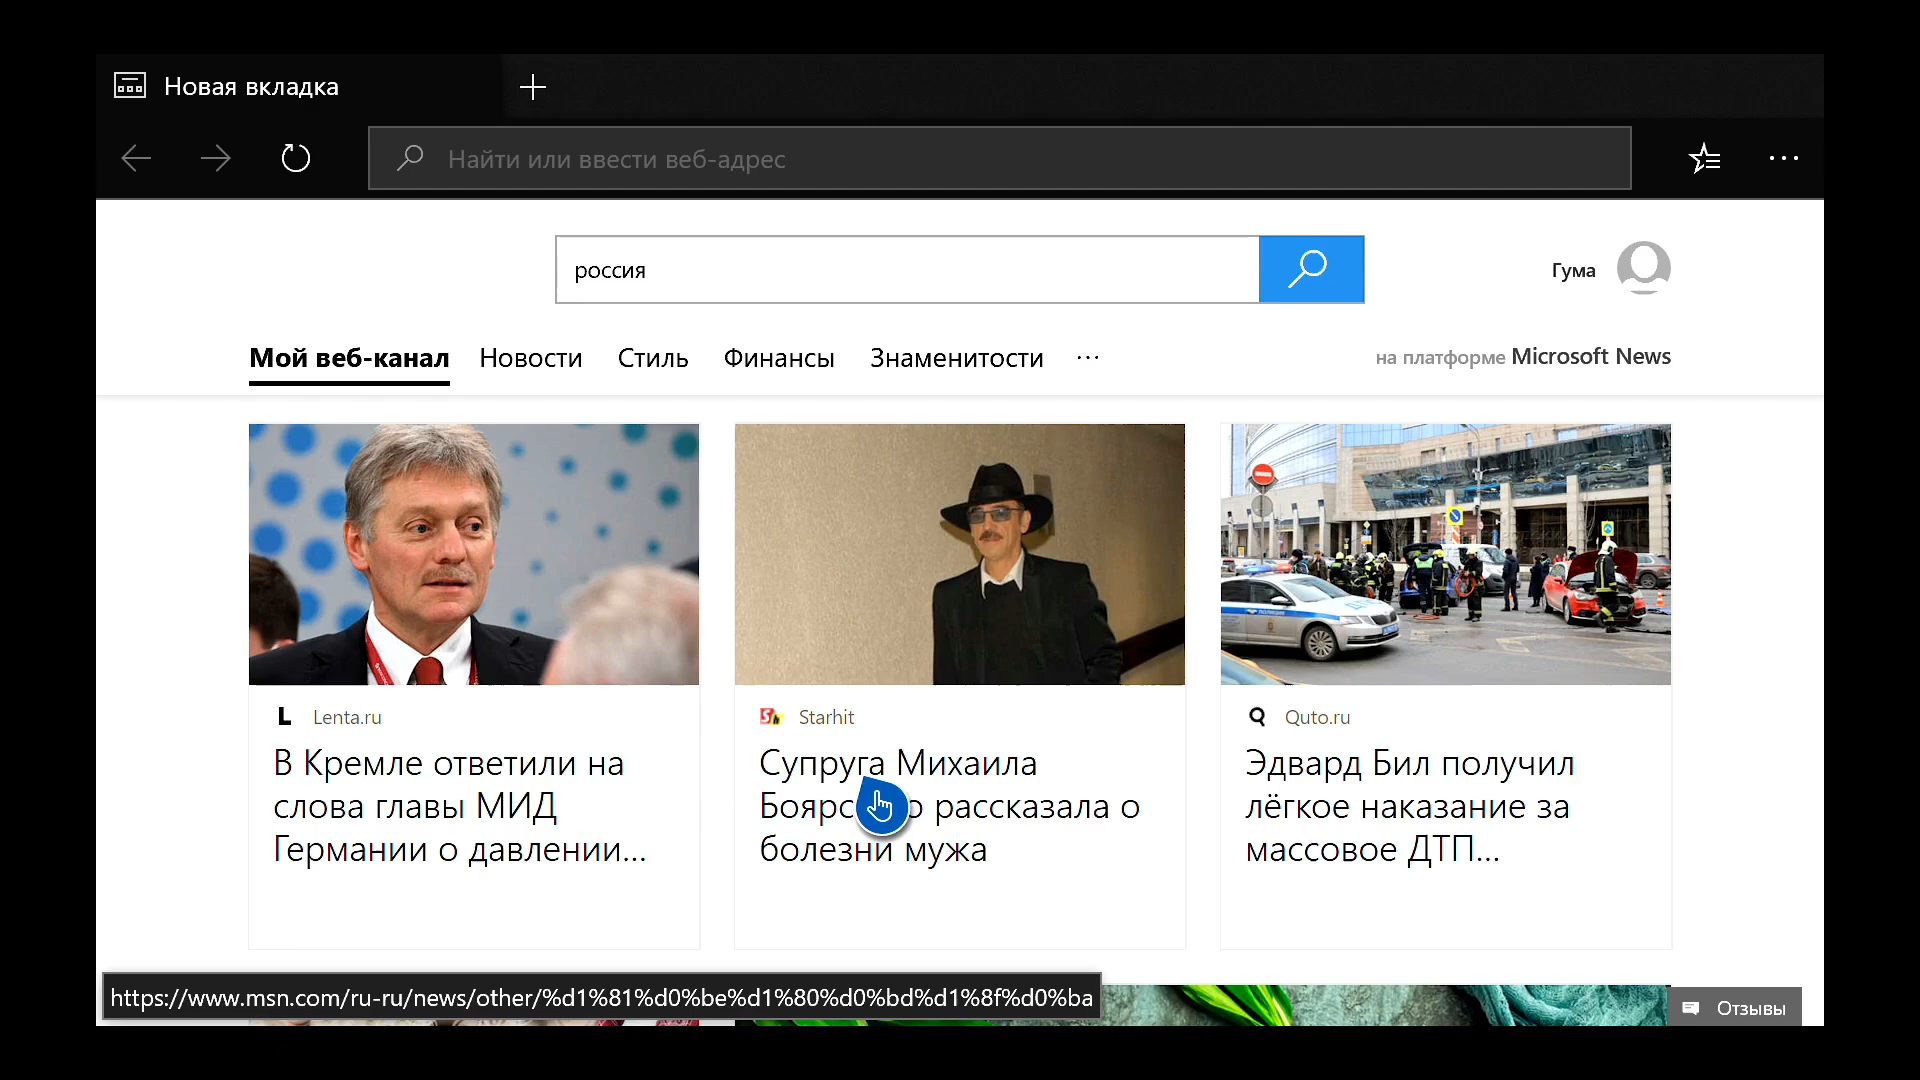 Новая вкладка
Найти или ввести веб-адрес
россия
Гума
Мой веб-канал Новости Стиль Финансы Знаменитости ...
на платформе Microsoft News
L Lenta.ru
В Кремле ответили на
слова главы МИД
Германии о давлении...
Sh Starhit
Супруга Михаила
рассказала о
болезни мужа
Q Quto.ru
Эдвард Бил получил
лёгкое наказание за
массовое ДТП...
https://www.msn.com/ru-ru/news/other/%d1%81%d0%be%d1%80%d0%bd%d1%8f%d0%ba
Отзывы